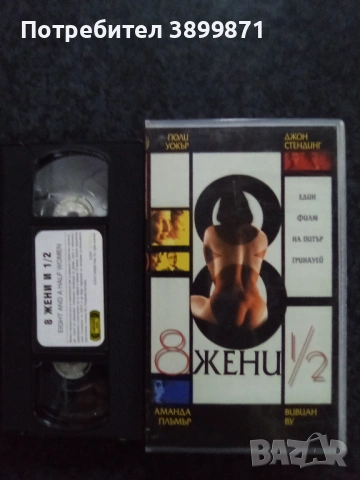 Потребител 3899871
ПОЛИ УОКЪР
ДЖОН СТЕНДИНГ
ЕДИН
ФИЛМ
НА ПИТЪР
ГРИНАУЕЙ
8 ЖЕНИ И 1/2
EIGHT AND A HALF WOMEN
8
8 ЖЕНИ 1/2
АМАНДА ПЛЪМЪР
ВИВИАН ВУ
BAZAR